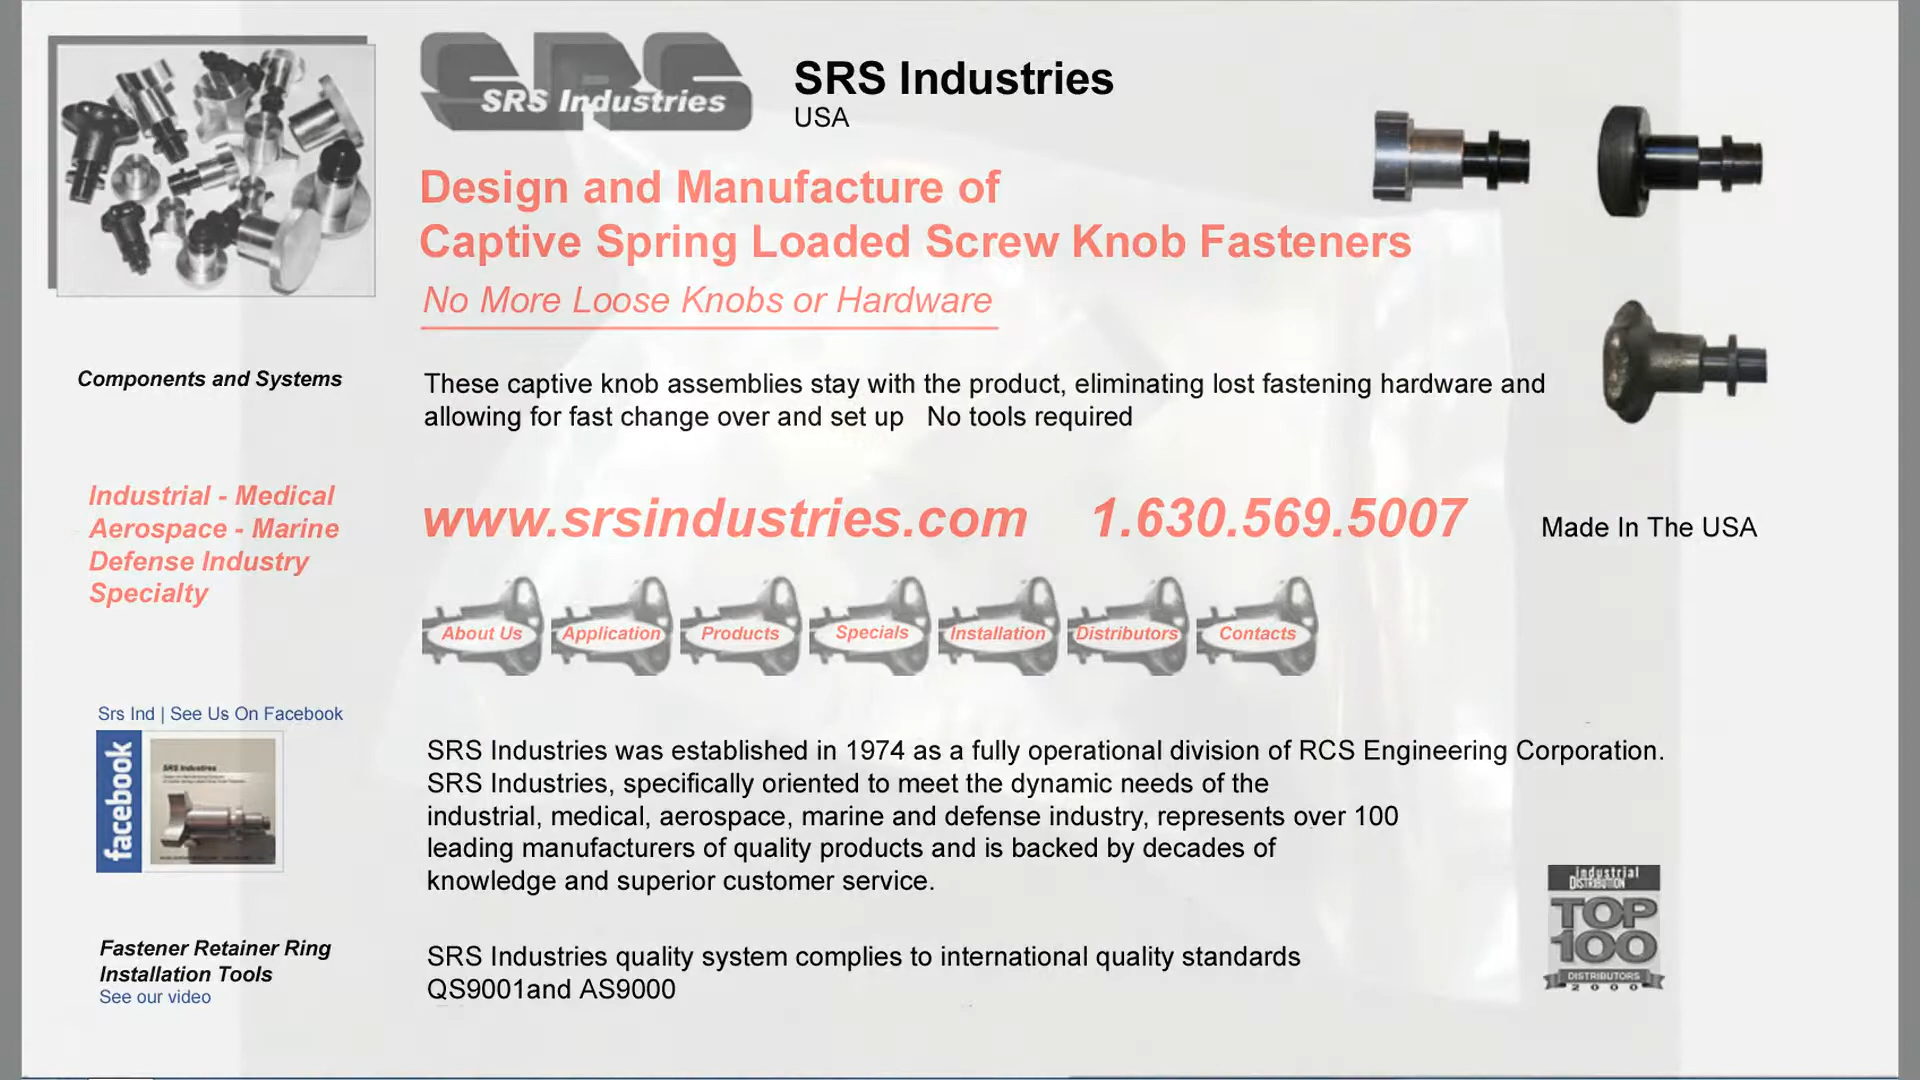 SRS Industries
SRS Industries
USA
Design and Manufacture of
Captive Spring Loaded Screw Knob Fasteners
No More Loose Knobs or Hardware
Components and Systems
These captive knob assemblies stay with the product, eliminating lost fastening hardware and
allowing for fast change over and set up   No tools required
Industrial - Medical
Aerospace - Marine
Defense Industry
Specialty
www.srsindustries.com 1.630.569.5007
Made In The USA
About Us
Application
Products
Specials
Installation
Distributors
Contacts
Srs Ind | See Us On Facebook
facebook
SRS Industries
SRS Industries was established in 1974 as a fully operational division of RCS Engineering Corporation.
SRS Industries, specifically oriented to meet the dynamic needs of the
industrial, medical, aerospace, marine and defense industry, represents over 100
leading manufacturers of quality products and is backed by decades of
knowledge and superior customer service.
industrial
DISTRIBUTION
TOP
100
DISTRIBUTORS
2000
Fastener Retainer Ring
Installation Tools
See our video
SRS Industries quality system complies to international quality standards
QS9001and AS9000